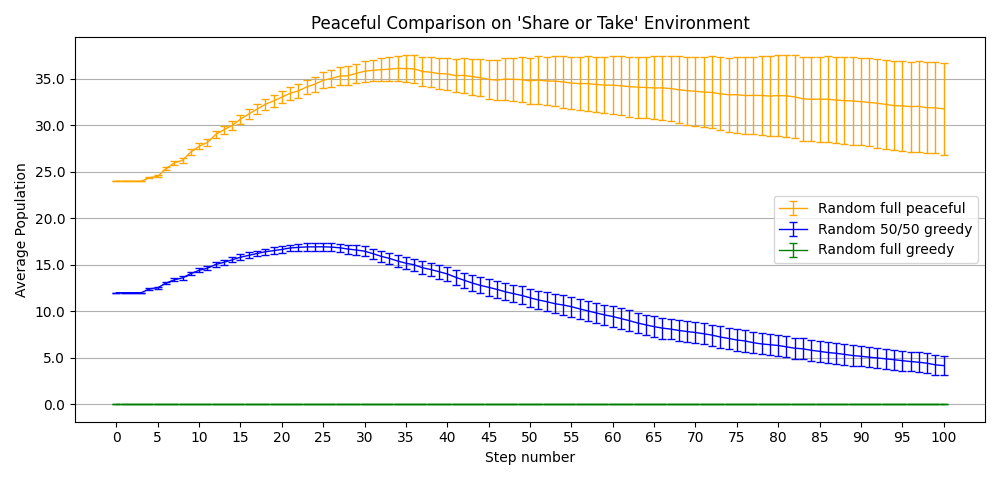 Peaceful Comparison on 'Share or Take' Environment
Average Population
35.0
30.0
25.0
20.0
15.0
10.0
5.0
0.0
Random full peaceful
Random 50/50 greedy
Random full greedy
0 5 10 15 20 25 30 35 40 45 50 55 60 65 70 75 80 85 90 95 100
Step number